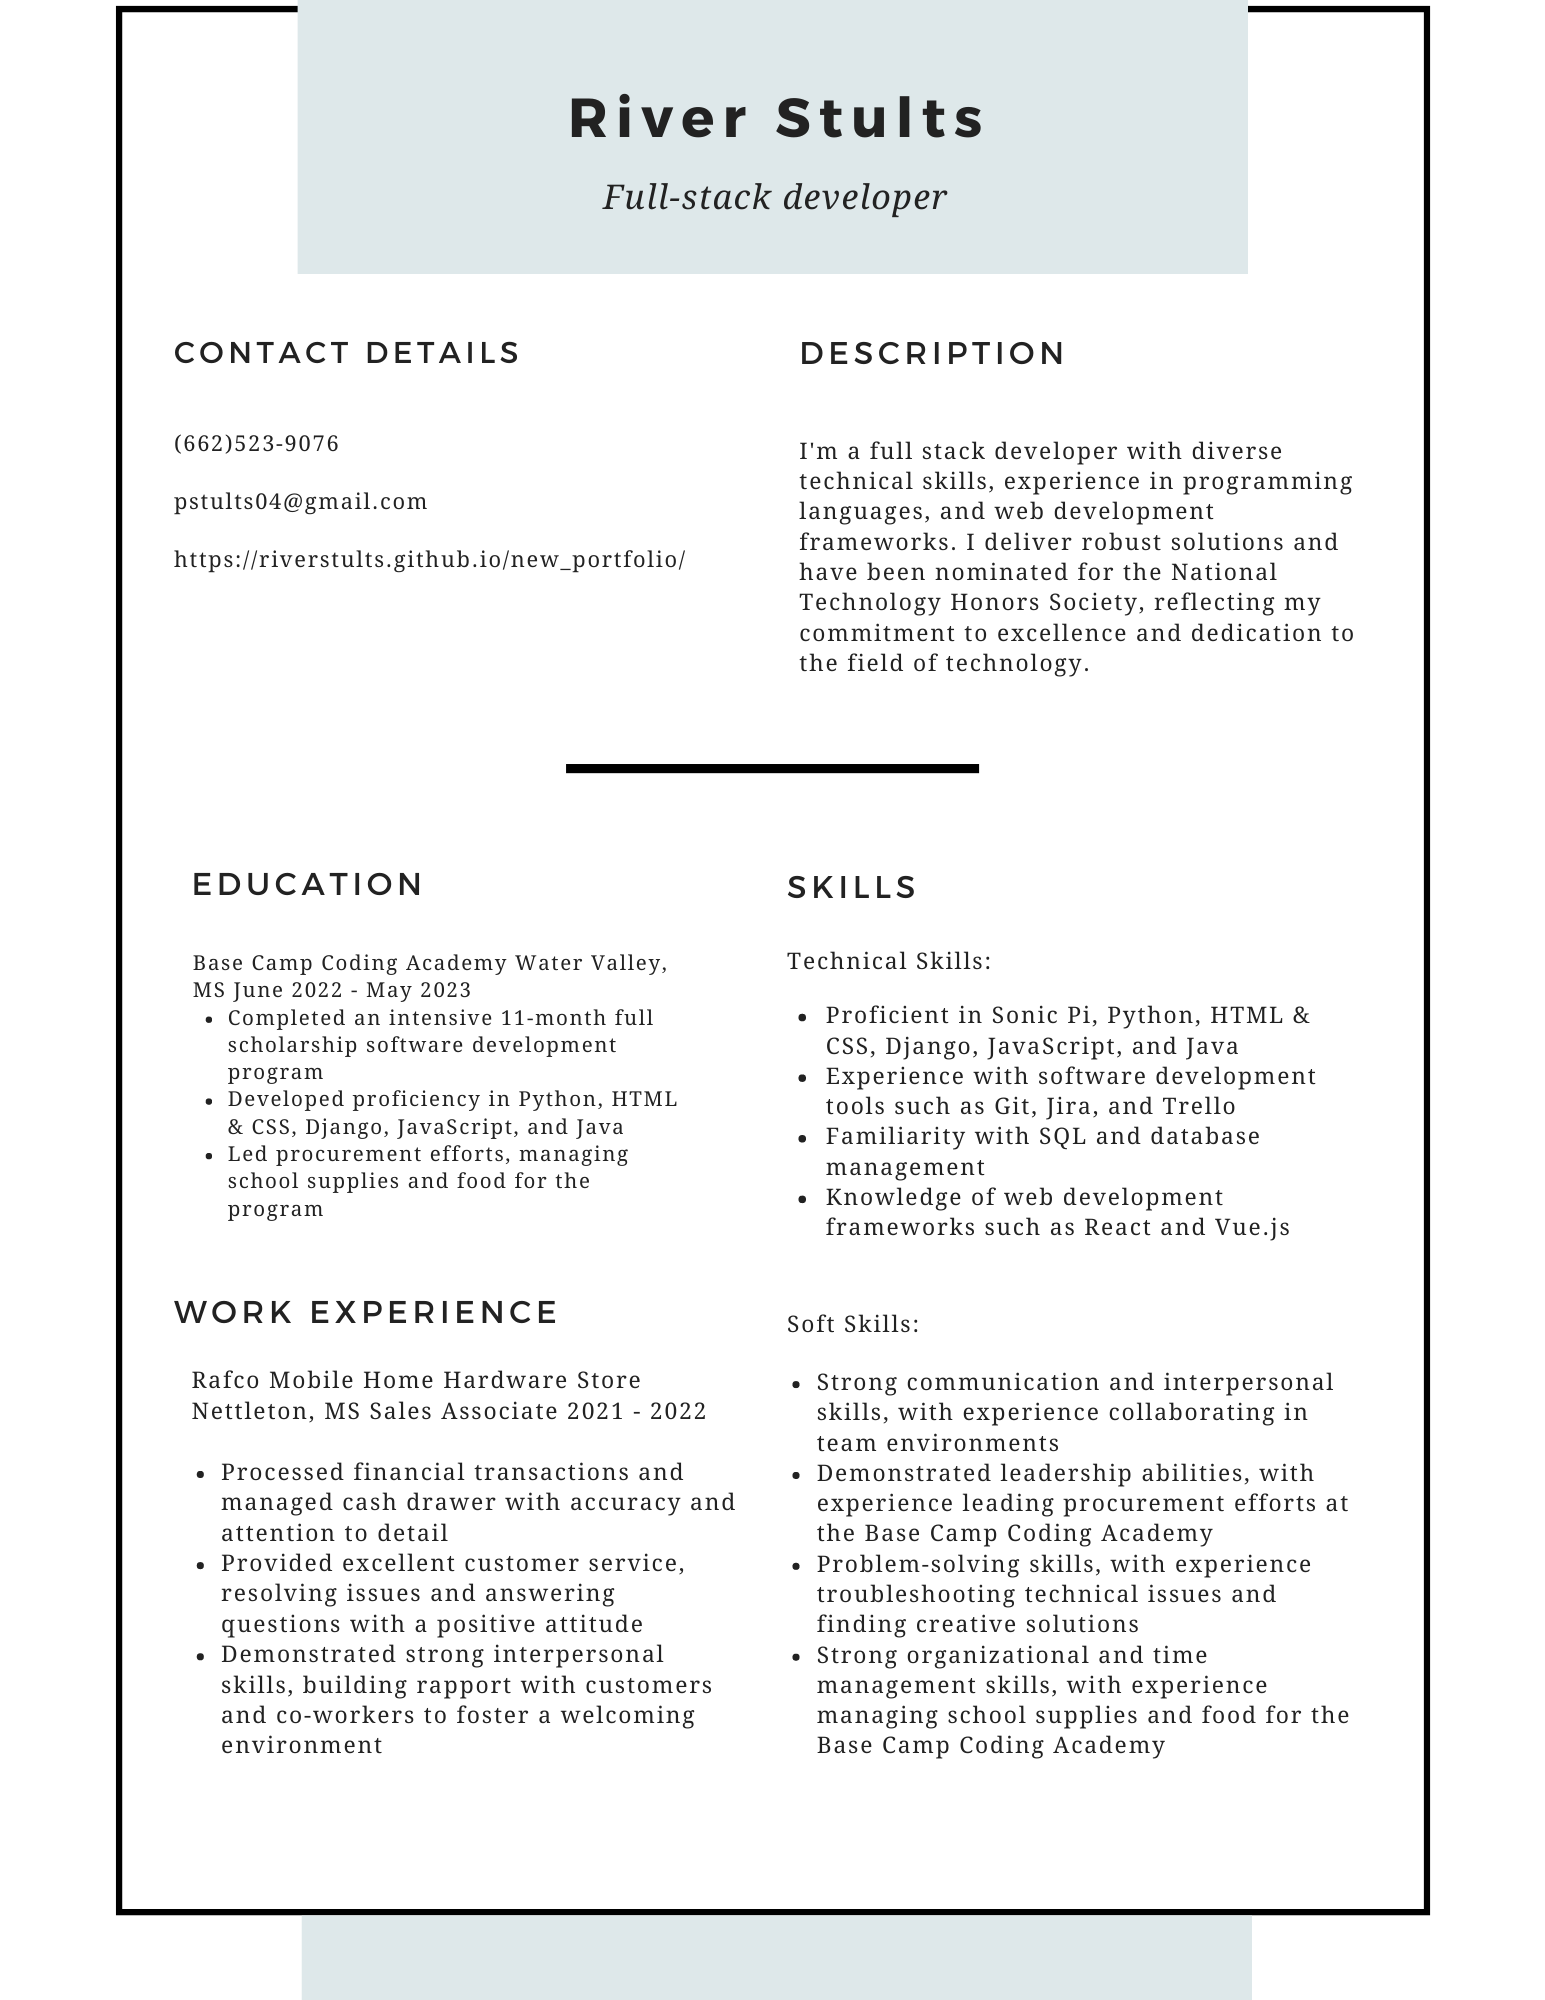 River Stults
Full-stack developer
CONTACT DETAILS
(662)523-9076
pstults04@gmail.com
https://riverstults.github.io/new_portfolio/
DESCRIPTION
I'm a full stack developer with diverse
technical skills, experience in programming
languages, and web development
frameworks. I deliver robust solutions and
have been nominated for the National
Technology Honors Society, reflecting my
commitment to excellence and dedication to
the field of technology.
EDUCATION
Base Camp Coding Academy Water Valley,
MS June 2022 - May 2023
• Completed an intensive 11-month full
scholarship software development
program
• Developed proficiency in Python, HTML
& CSS, Django, JavaScript, and Java
• Led procurement efforts, managing
school supplies and food for the
program
WORK EXPERIENCE
Rafco Mobile Home Hardware Store
Nettleton, MS Sales Associate 2021 - 2022
• Processed financial transactions and
managed cash drawer with accuracy and
attention to detail
• Provided excellent customer service,
resolving issues and answering
questions with a positive attitude
• Demonstrated strong interpersonal
skills, building rapport with customers
and co-workers to foster a welcoming
environment
SKILLS
Technical Skills:
• Proficient in Sonic Pi, Python, HTML &
CSS, Django, JavaScript, and Java
• Experience with software development
tools such as Git, Jira, and Trello
• Familiarity with SQL and database
management
• Knowledge of web development
frameworks such as React and Vue.js
Soft Skills:
• Strong communication and interpersonal
skills, with experience collaborating in
team environments
• Demonstrated leadership abilities, with
experience leading procurement efforts at
the Base Camp Coding Academy
• Problem-solving skills, with experience
troubleshooting technical issues and
finding creative solutions
• Strong organizational and time
management skills, with experience
managing school supplies and food for the
Base Camp Coding Academy